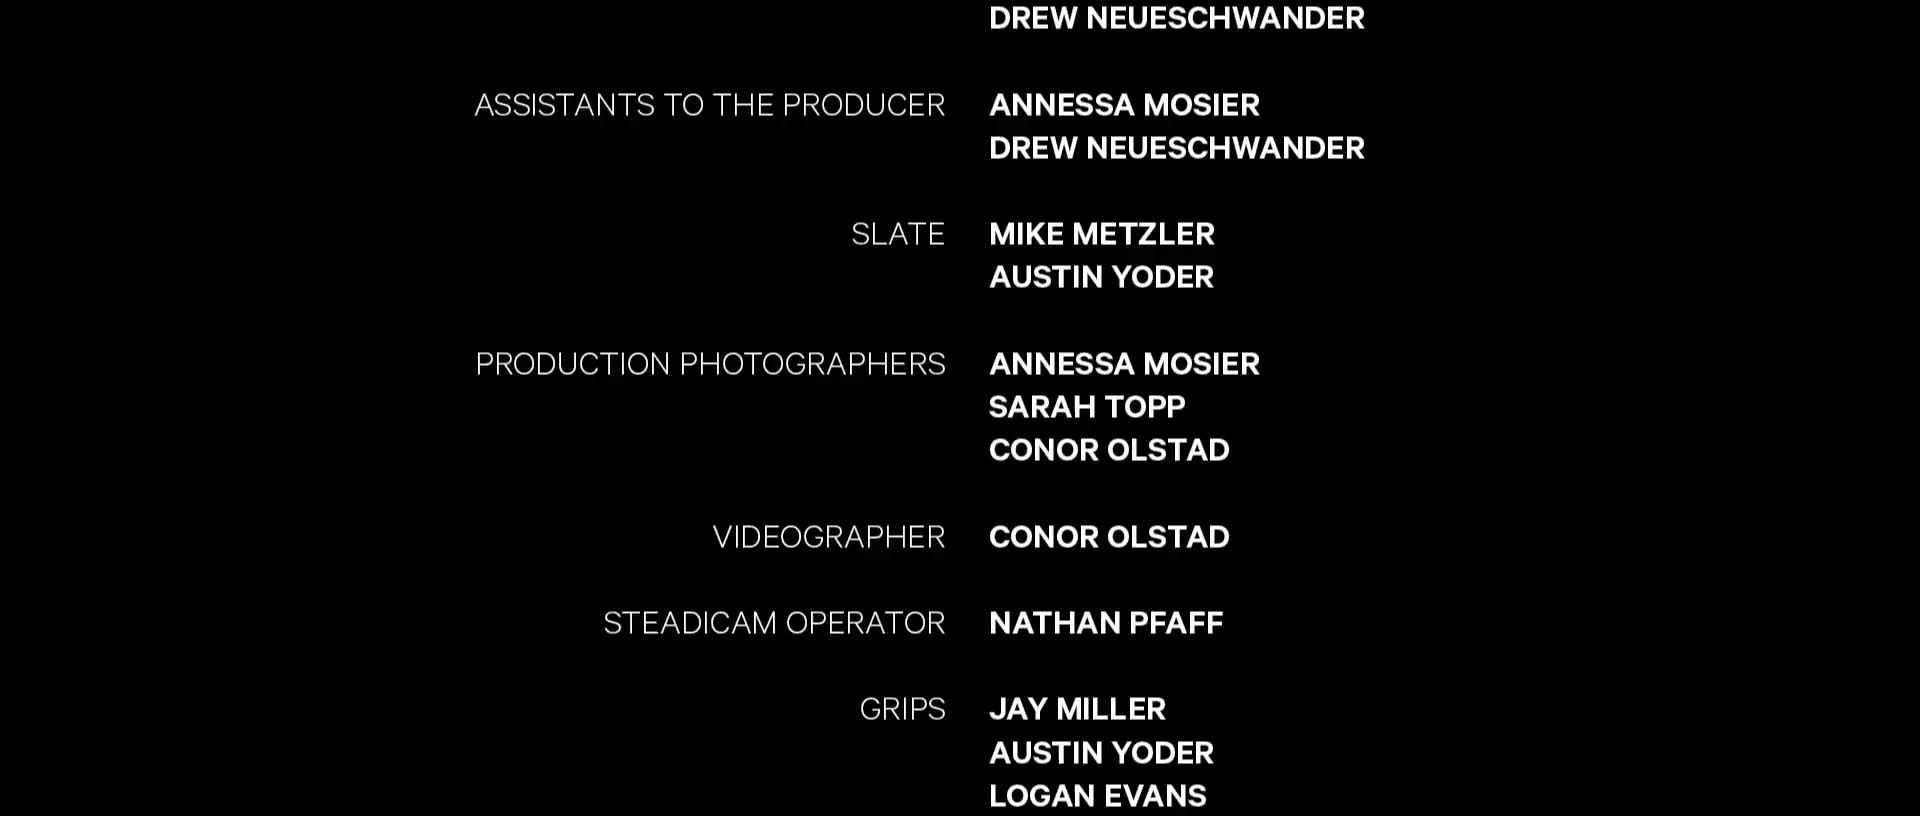 DREW NEUESCHWANDER
ASSISTANTS TO THE PRODUCER ANNESSA MOSIER
DREW NEUESCHWANDER
SLATE MIKE METZLER
AUSTIN YODER
PRODUCTION PHOTOGRAPHERS ANNESSA MOSIER
SARAH TOPP
CONOR OLSTAD
VIDEOGRAPHER CONOR OLSTAD
STEADICAM OPERATOR NATHAN PFAFF
GRIPS JAY MILLER
AUSTIN YODER
LOGAN EVANS